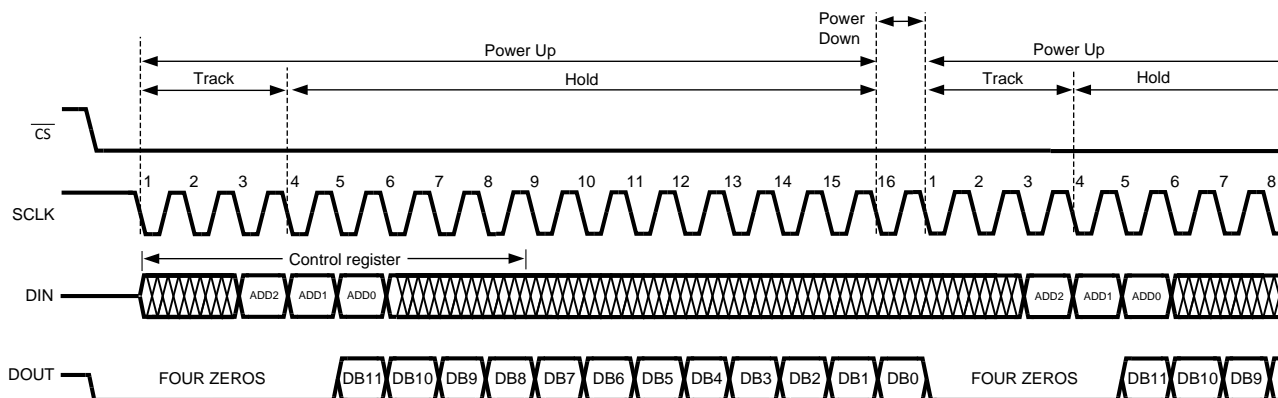 Power Down
Power Up
Power Up
Track
Hold
Track
Hold
CS
SCLK
1 2 3 4 5 6 7 8 9 10 11 12 13 14 15 16 1 2 3 4 5 6 7 8
Control register
DIN
ADD2 ADD1 ADD0 ADD2 ADD1 ADD0
DOUT
FOUR ZEROS DB11 DB10 DB9 DB8 DB7 DB6 DB5 DB4 DB3 DB2 DB1 DB0 FOUR ZEROS DB11 DB10 DB9